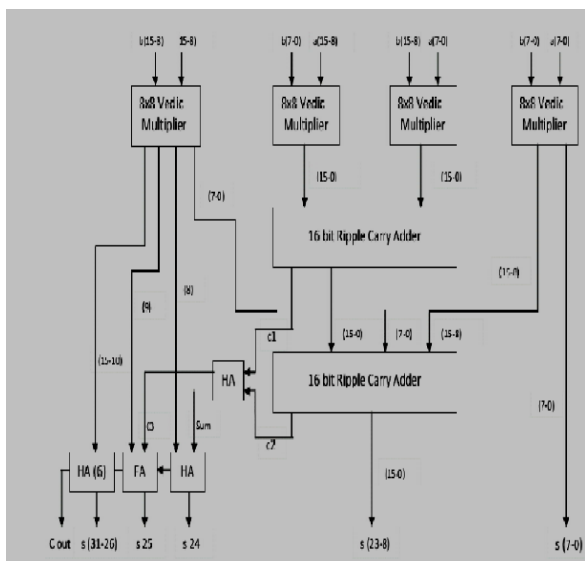 b(15-8) 15-8) b(7-0) a(15-8) b(15-8) a(7-0) b(7-0) a(7-0)
8x8 Vedic Multiplier
8x8 Vedic Multiplier
8x8 Vedic Multiplier
8x8 Vedic Multiplier
(15-0)
(15-0)
(7-0)
16 bit Ripple Carry Adder
(15-0)
(8)
(9)
c1
(15-0)
(7-0)
(15-8)
(15-10)
HA
16 bit Ripple Carry Adder
(7-0)
Sum
c2
HA (6)
FA
HA
(15-0)
C out
s (31-26)
s 25
s 24
s (23-8)
s (7-0)